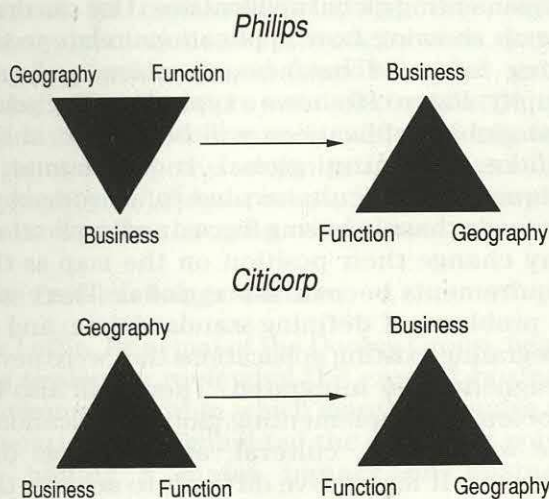 Philips
Geography Function Business
Business Function Geography
Citicorp
Geography Business
Business Function Function Geography